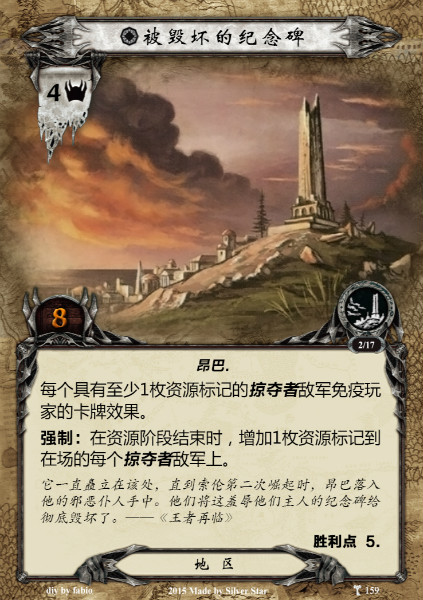 被毁坏的纪念碑
4
8
2/17
昂巴.
每个具有至少1枚资源标记的掠夺者敌军免疫玩
家的卡牌效果。
强制：在资源阶段结束时，增加1枚资源标记到
在场的每个掠夺者敌军上。
它一直矗立在该处，直到索伦第二次崛起时，昂巴落入
他的邪恶仆人手中。他们将这羞辱他们主人的纪念碑给
彻底毁坏了。——《王者再临》
胜利点 5.
地 区
diy by fabio
2015 Made by Silver Star
159